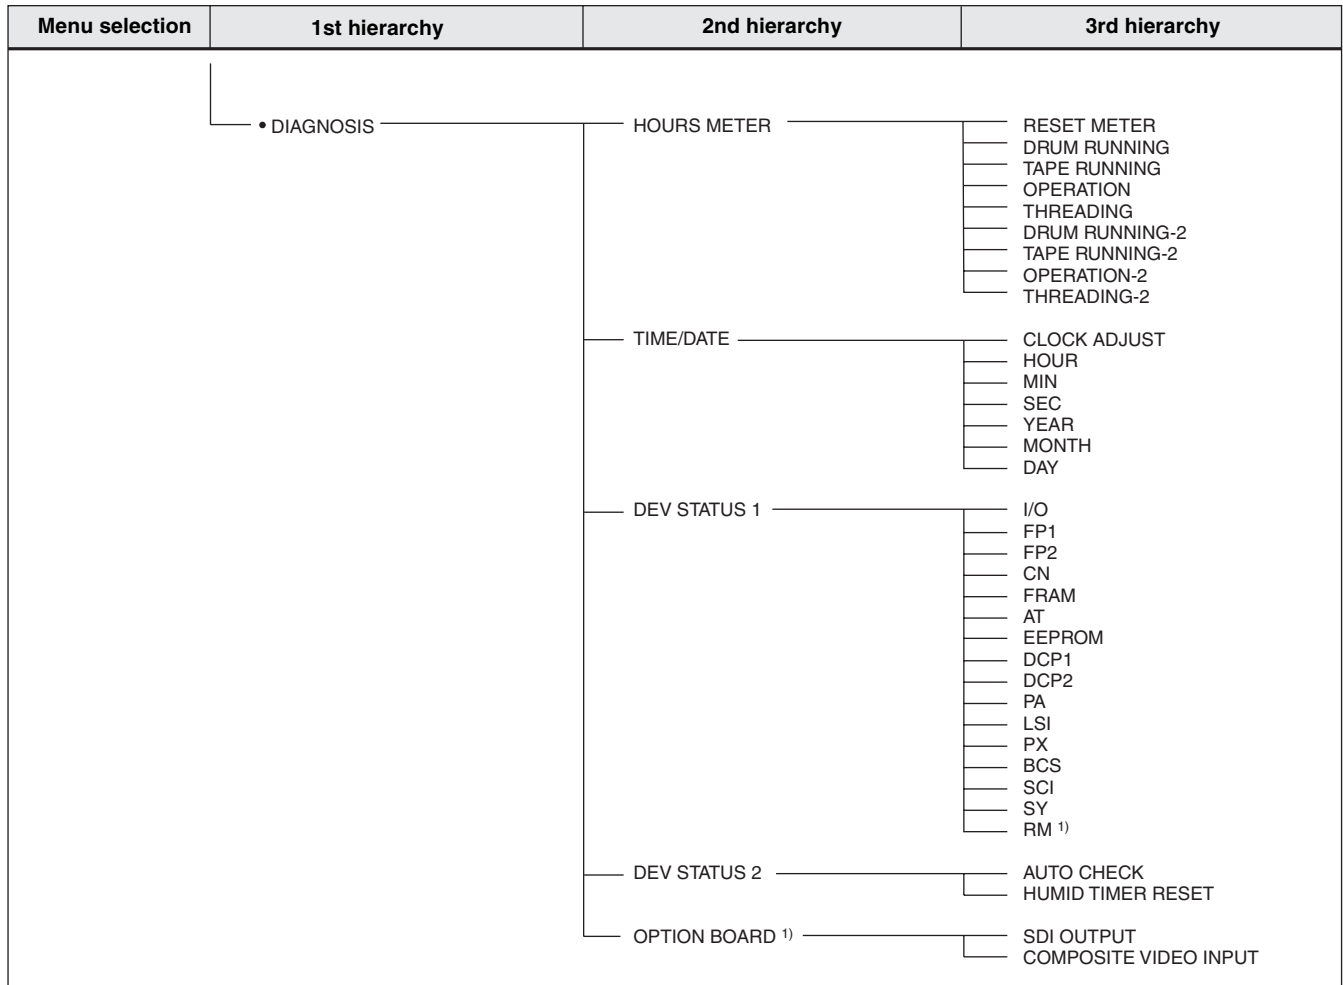 Menu selection 1st hierarchy 2nd hierarchy 3rd hierarchy
• DIAGNOSIS HOURS METER RESET METER
DRUM RUNNING
TAPE RUNNING
OPERATION
THREADING
DRUM RUNNING-2
TAPE RUNNING-2
OPERATION-2
THREADING-2
TIME/DATE CLOCK ADJUST
HOUR
MIN
SEC
YEAR
MONTH
DAY
DEV STATUS 1 I/O
FP1
FP2
CN
FRAM
AT
EEPROM
DCP1
DCP2
PA
LSI
PX
BCS
SCI
SY
RM 1)
DEV STATUS 2 AUTO CHECK
HUMID TIMER RESET
OPTION BOARD 1) SDI OUTPUT
COMPOSITE VIDEO INPUT